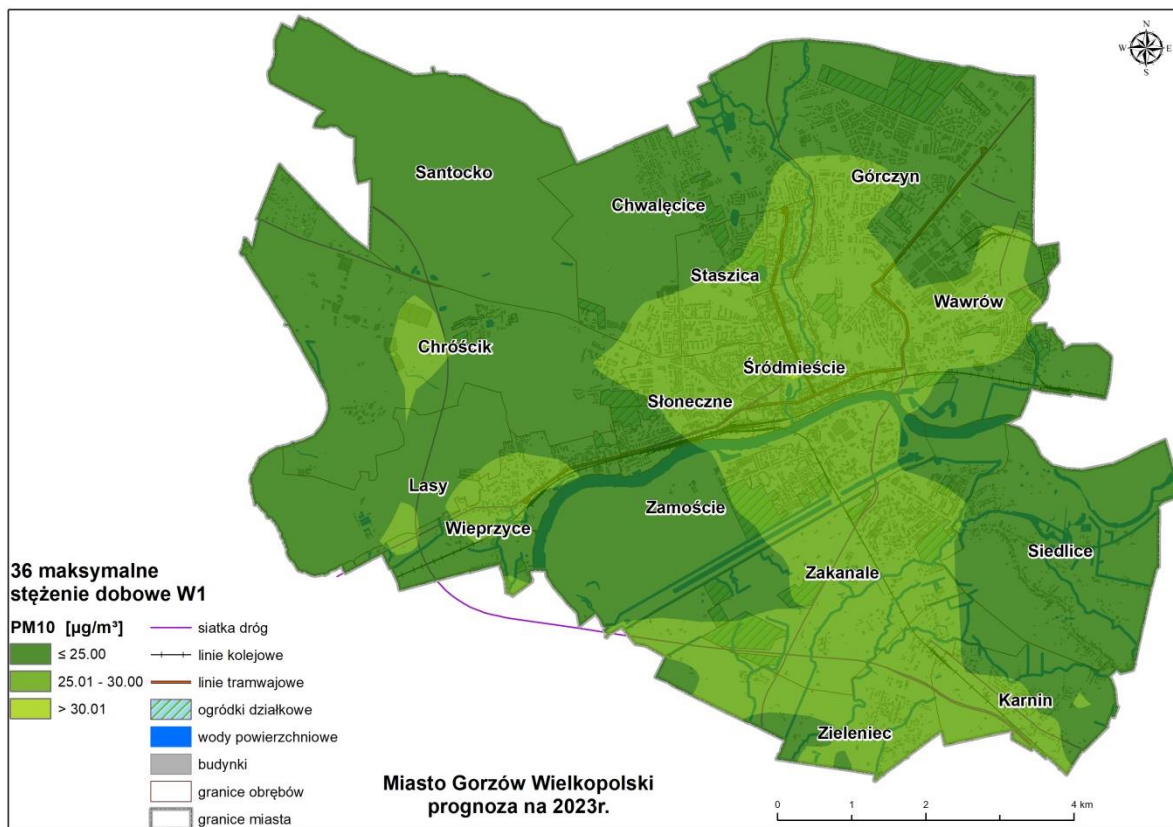 N
W E
S
Santocko
Górczyn
Chwalęcice
Staszica
Wawrów
Chróścik
Śródmieście
Słoneczne
Lasy
Wieprzyce
Zamoście
Siedlice
Zakanale
Karnin
Zieleniec
36 maksymalne
stężenie dobowe W1
PM10 [µg/m³]
≤ 25.00
25.01 - 30.00
> 30.01
siatka dróg
linie kolejowe
linie tramwajowe
ogródki działkowe
wody powierzchniowe
budynki
granice obrębów
granice miasta
Miasto Gorzów Wielkopolski
prognoza na 2023r.
0 1 2 4 km